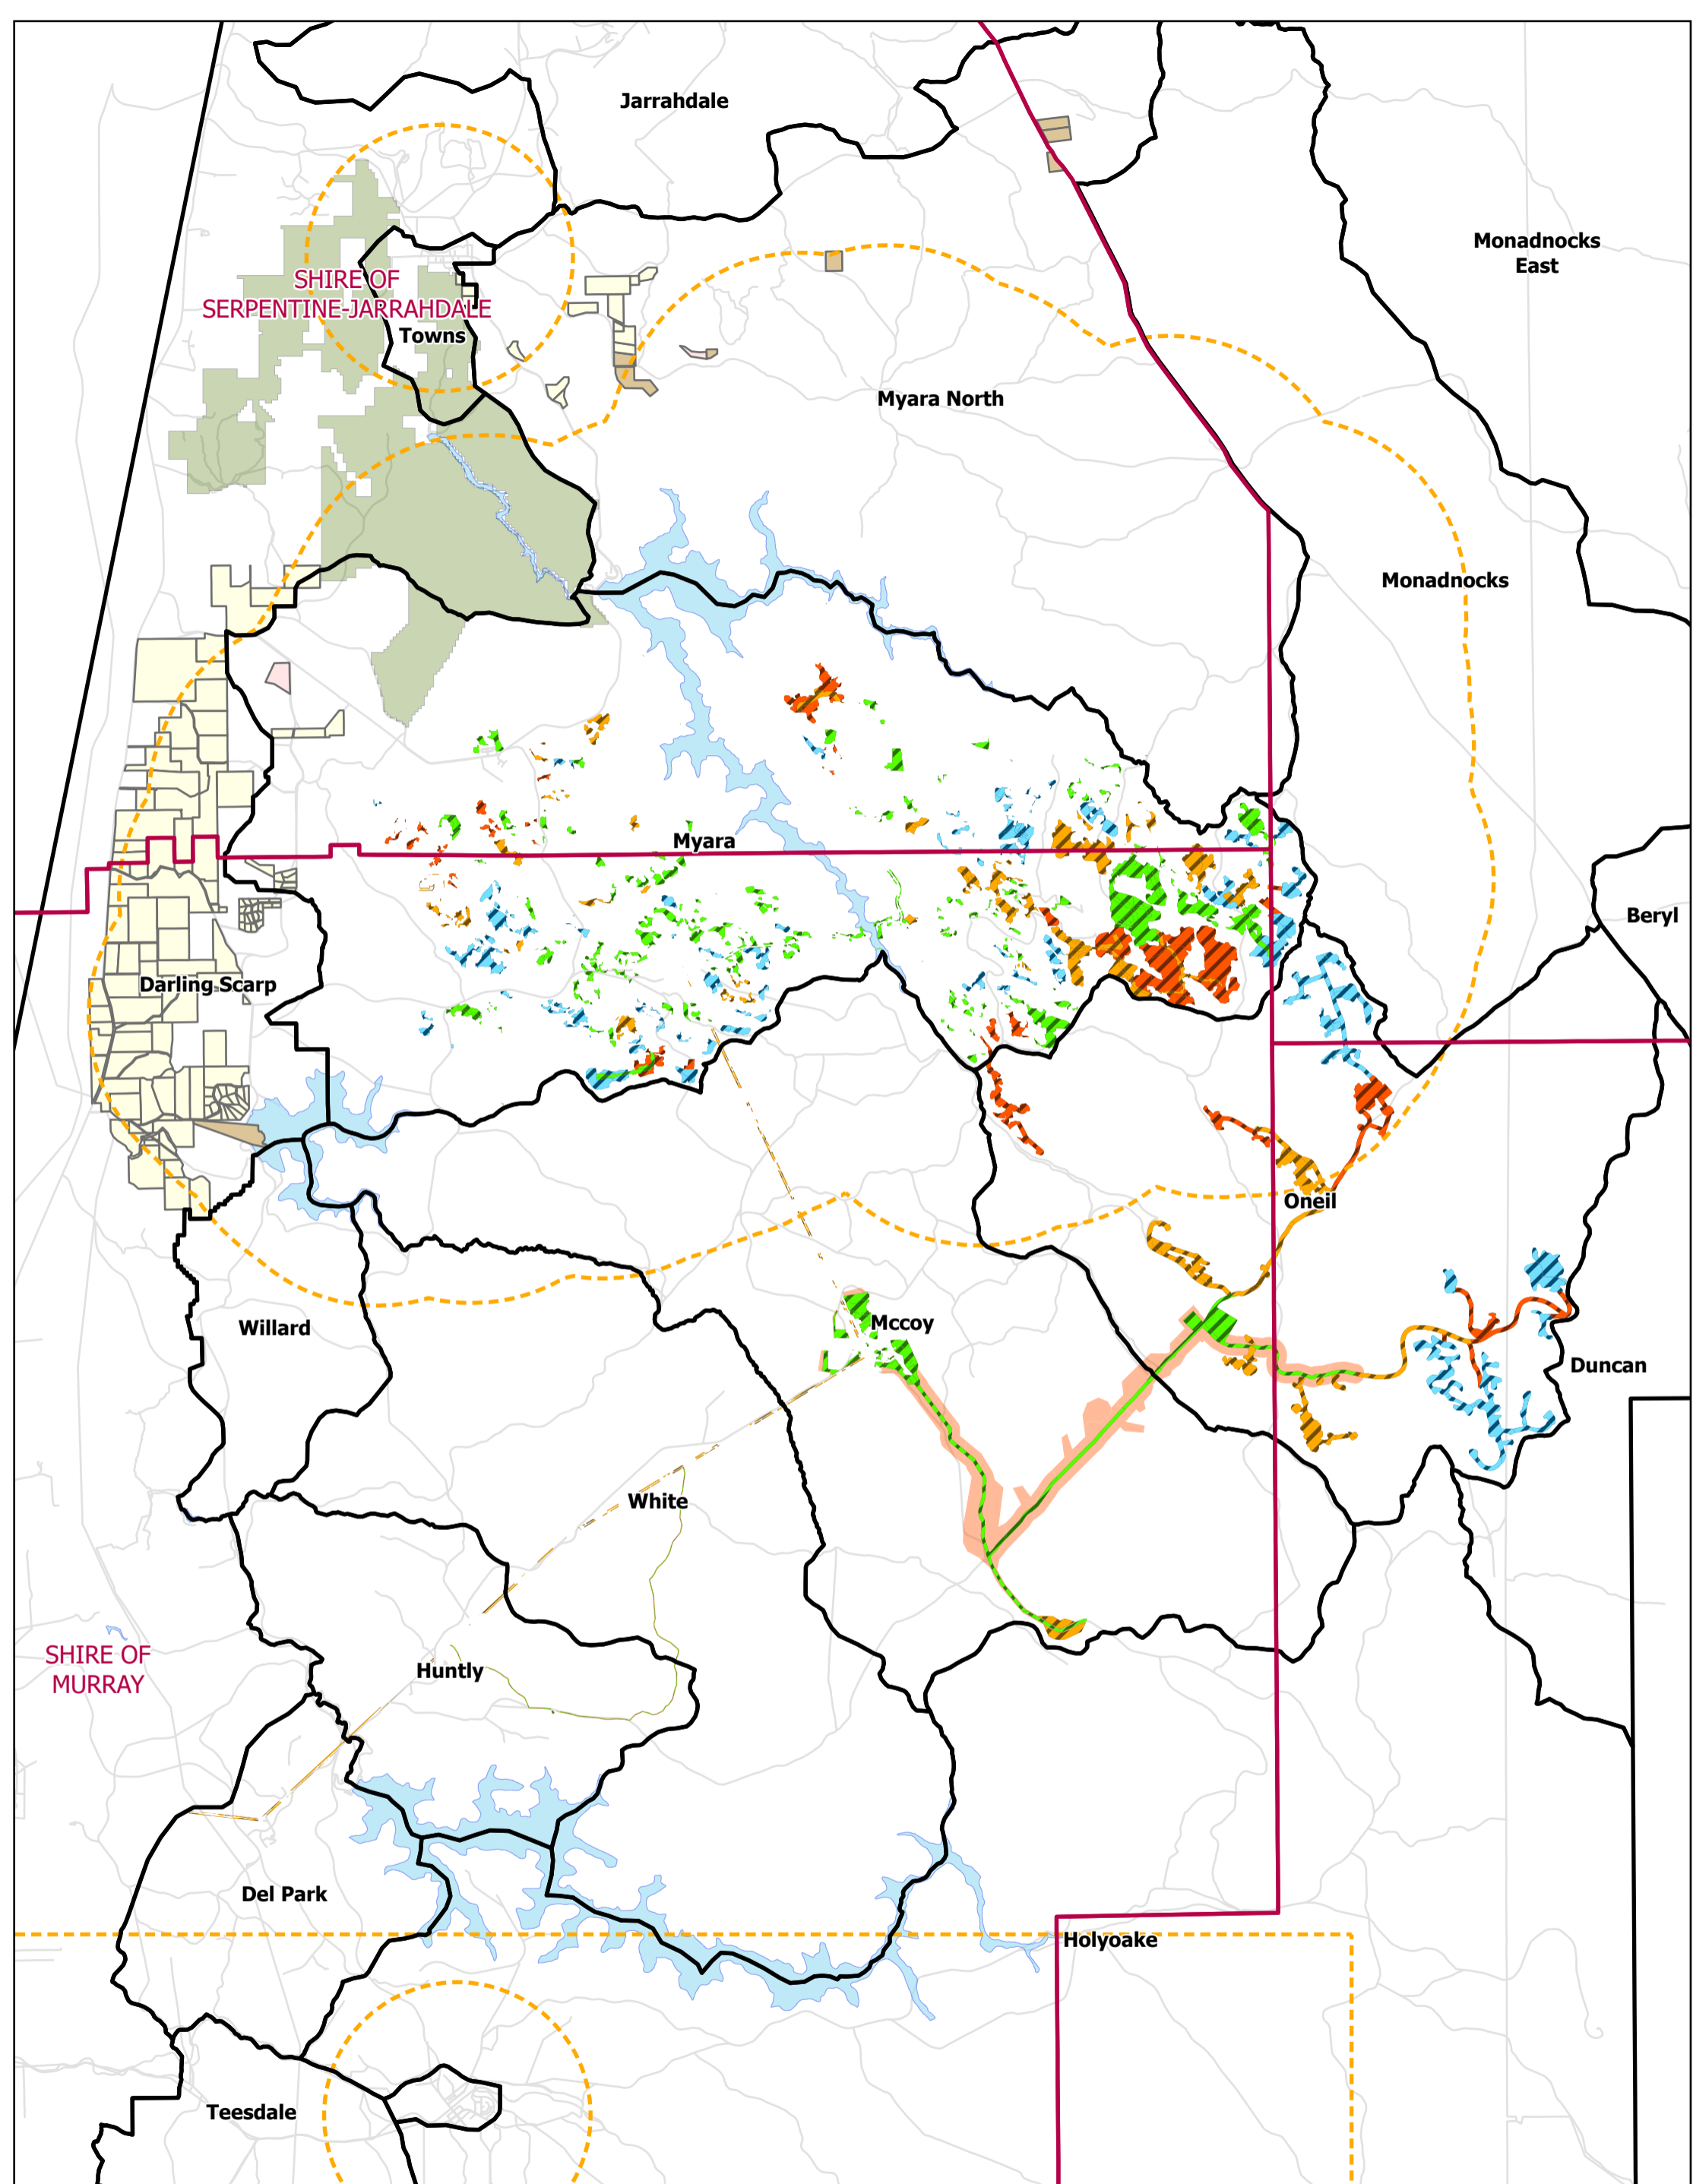 Jarrahdale
Monadnocks
East
SHIRE OF
SERPENTINE-JARRAHDALE
Towns
Myara North
Monadnocks
Myara
Beryl
Darling Scarp
Oneil
Mccoy
Willard
Duncan
White
SHIRE OF
MURRAY
Huntly
Del Park
Holyoake
Teesdale